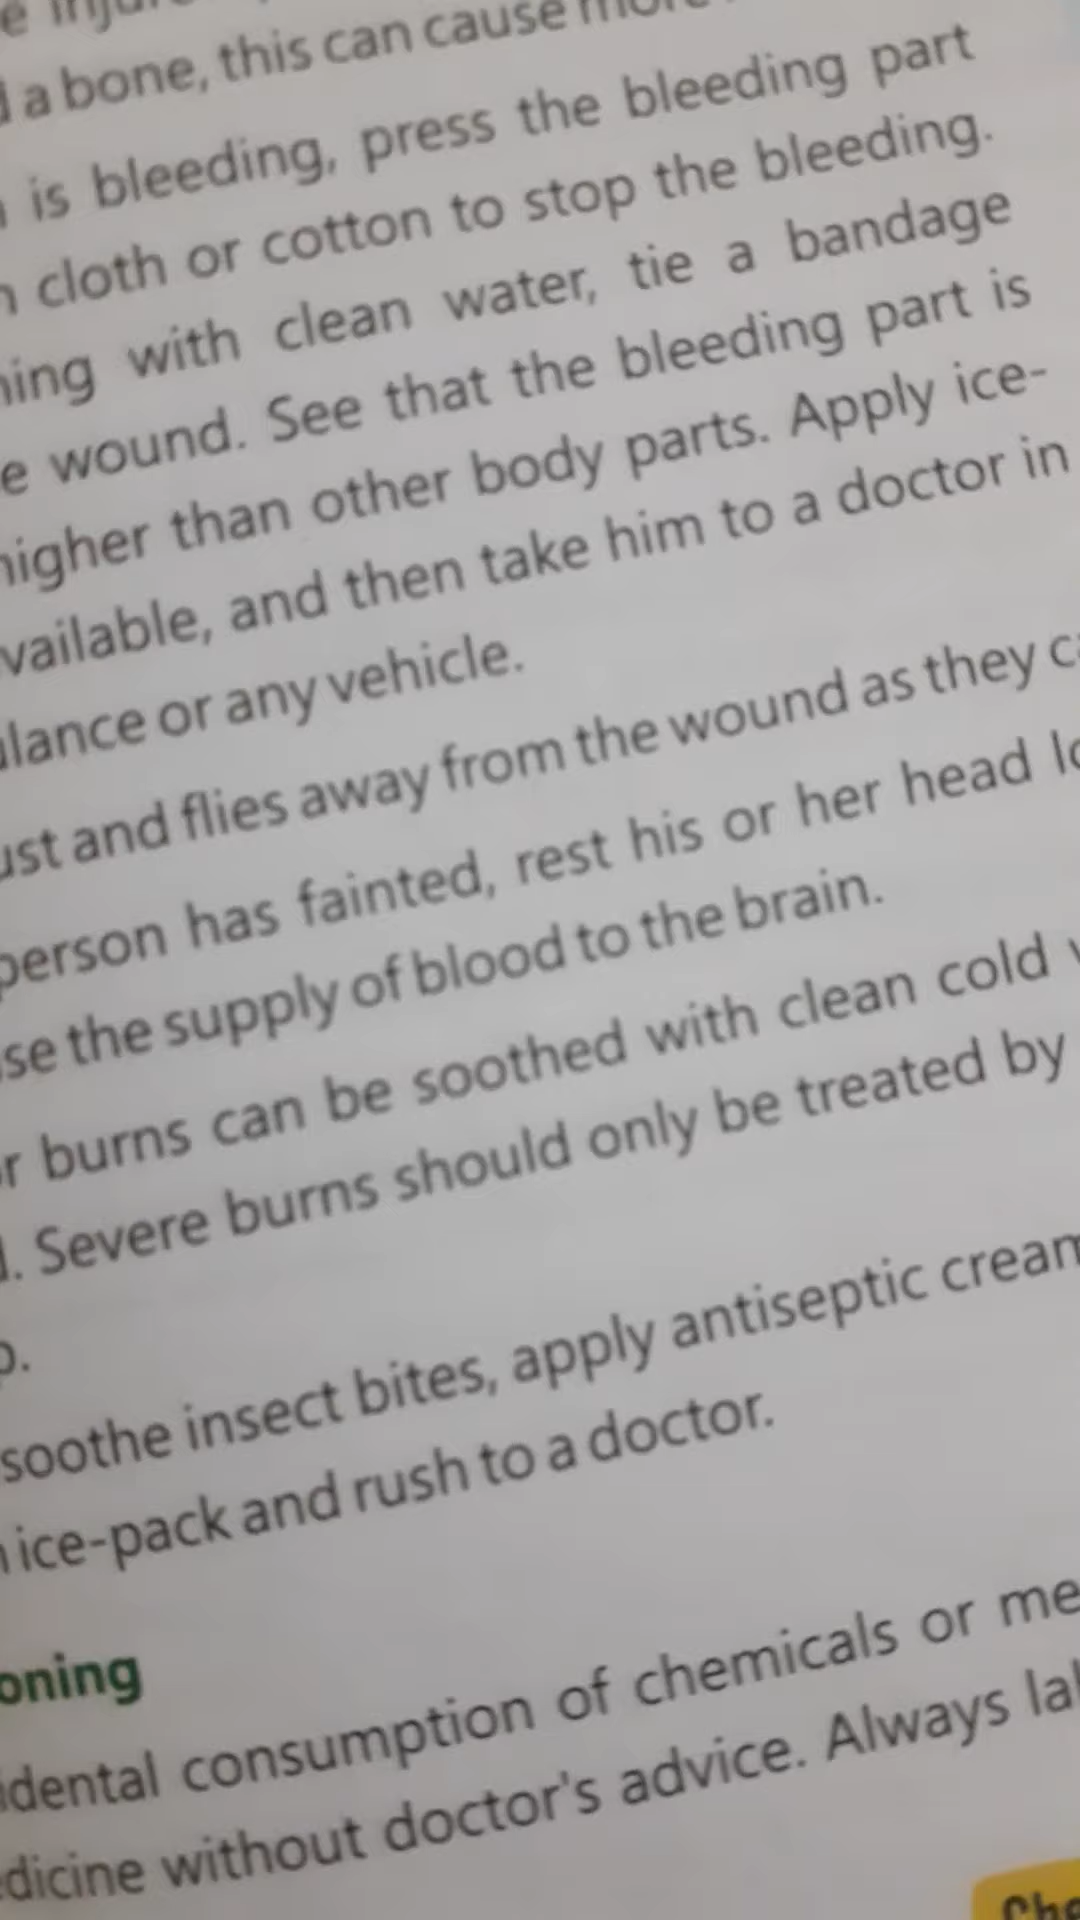 a bone, this can cause
is bleeding, press the bleeding part
cloth or cotton to stop the bleeding.
with clean water, tie a bandage
wound. See that the bleeding part is
higher than other body parts. Apply ice-
vailable, and then take him to a doctor in
lance or any vehicle.
ust and flies away from the wound as they
person has fainted, rest his or her head
se the supply of blood to the brain.
r burns can be soothed with clean cold
. Severe burns should only be treated by
soothe insect bites, apply antiseptic cream
ice-pack and rush to a doctor.
oning
idental consumption of chemicals or me
dicine without doctor's advice. Always